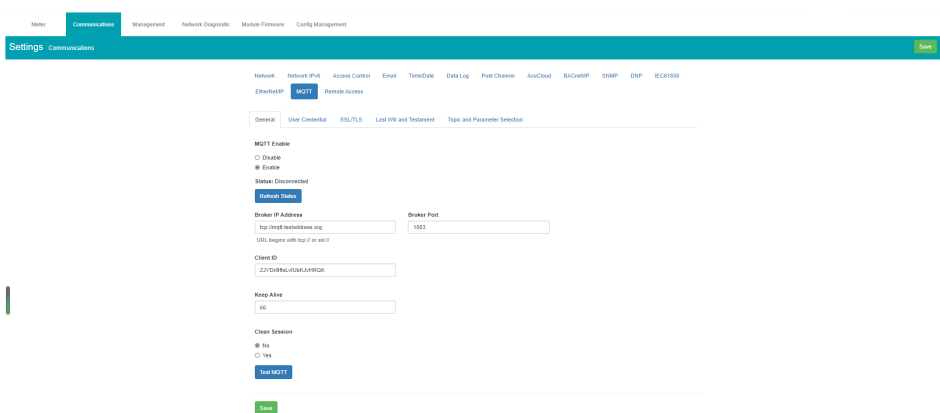 Meter Communications Management Network Diagnostic Module Firmware Config Management
Settings Communications Save
Network Network IPv6 Access Control Email Time/Date Data Log Post Channel AcuCloud BACnet/IP SNMP DNP IEC61850
EtherNet/IP MQTT Remote Access
General User Credential SSL/TLS Last Will and Testament Topic and Parameter Selection
MQTT Enable
Disable
Enable
Status: Disconnected
Refresh Status
Broker IP Address Broker Port
tcp://mqtt.testaddress.org 1883
URL begins with tcp:// or ssl://
Client ID
Keep Alive
60
Clean Session
No
Yes
Test MQTT
Save